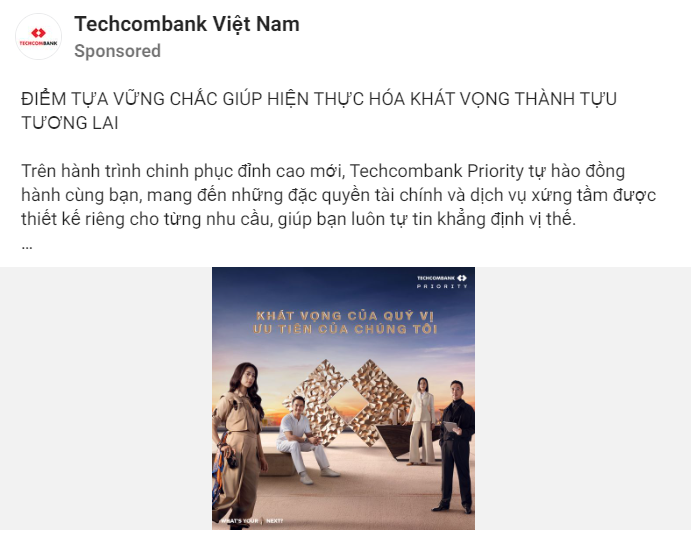 Techcombank Việt Nam
TECHCOMBANK
Sponsored
ĐIỂM TỰA VỮNG CHẮC GIÚP HIỆN THỰC HÓA KHÁT VỌNG THÀNH TỰU
TƯƠNG LAI
Trên hành trình chinh phục đỉnh cao mới, Techcombank Priority tự hào đồng
hành cùng bạn, mang đến những đặc quyền tài chính và dịch vụ xứng tầm được
thiết kế riêng cho từng nhu cầu, giúp bạn luôn tự tin khẳng định vị thế.
...
TECHCOMBANK
PRIORITY
KHÁT VỌNG CỦA QUÝ VỊ
ƯU TIÊN CỦA CHÚNG TÔI
WHAT'S YOUR | NEXT?